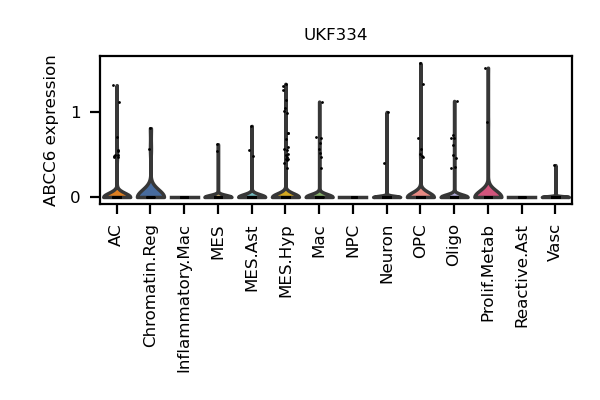 UKF334
ABCC6 expression
1
0
AC
Chromatin.Reg
Inflammatory.Mac
MES
MES.Ast
MES.Hyp
Mac
NPC
Neuron
OPC
Oligo
Prolif.Metab
Reactive.Ast
Vasc